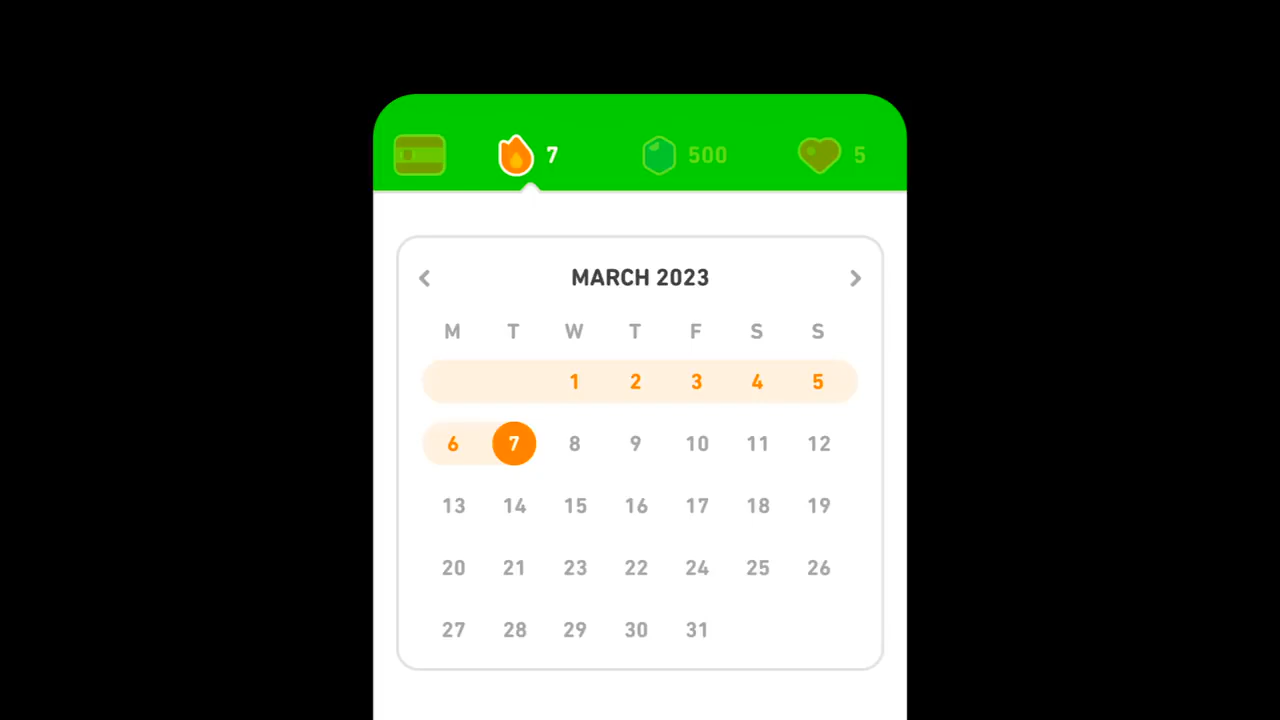 7 500 5
MARCH 2023
M T W T F S S
1 2 3 4 5
6 7 8 9 10 11 12
13 14 15 16 17 18 19
20 21 23 22 24 25 26
27 28 29 30 31